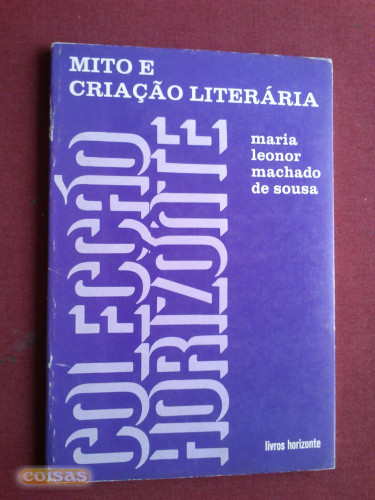 MITO E
CRIAÇÃO LITERÁRIA
maria
leonor
machado
de sousa
COLECÇÃO
HORIZONTE
livros horizonte
coisas